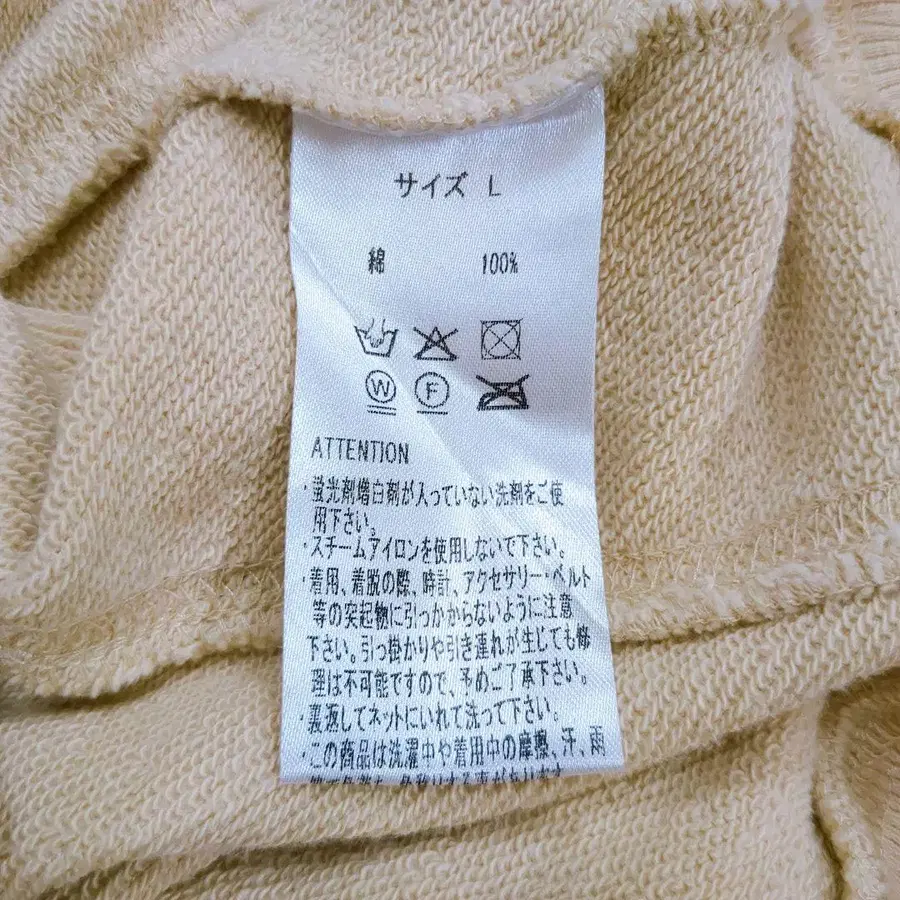 サイズ L
綿 100%
W F
ATTENTION
・蛍光剤増白剤が入っていない洗剤をご使
用下さい。
・スチームアイロンを使用しないで下さい。
・着用、着脱の際、時計、アクセサリー・ベルト
等の突起物に引っかからないように注意
下さい。引っ掛かりや引き連れが生じても修
理は不可能ですので、予めご了承下さい。
・裏返してネットにいれて洗って下さい。
・この商品は洗濯中や着用中の摩擦、汗、雨